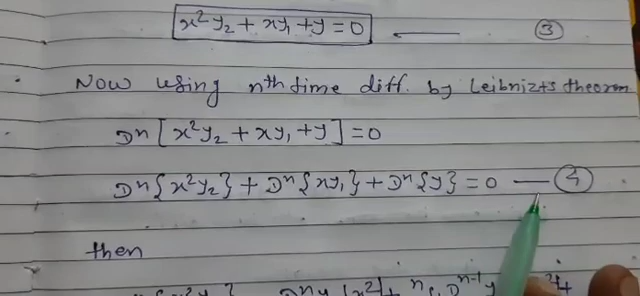 x²y₂ + xy₁ + y = 0 —— ③
Now using nth time diff. by Leibnizts theorem
Dⁿ [x²y₂ + xy₁ + y] = 0
Dⁿ{x²y₂} + Dⁿ{xy₁} + Dⁿ{y} = 0 — ④
then